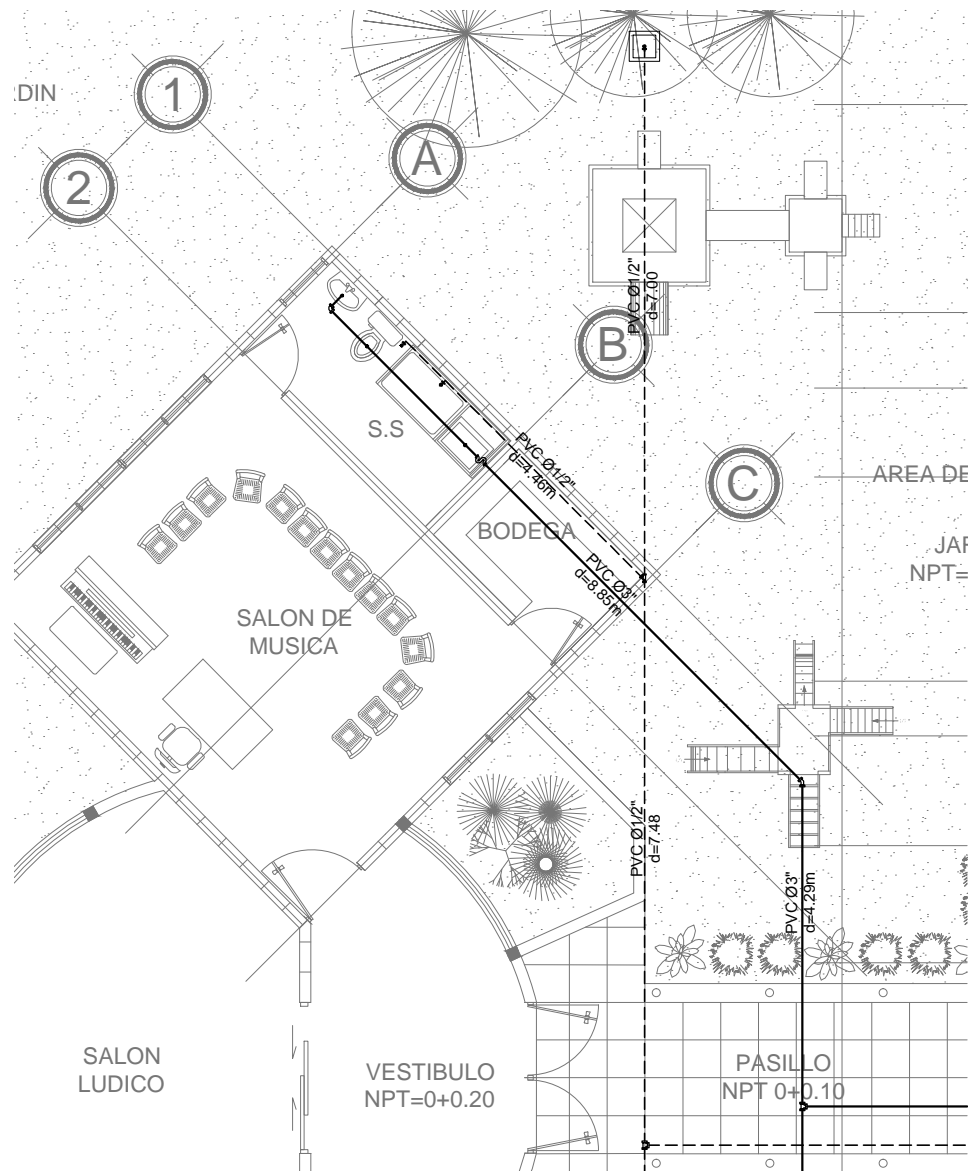 DIN
1
2
A
PVC Ø1/2"
d=7.00
B
S.S
PVC Ø1/2"
d=4.46m
C
AREA DE
BODEGA
JAR
NPT=
PVC Ø3"
d=8.85m
SALON DE
MUSICA
PVC Ø1/2"
d=7.48
PVC Ø3"
d=4.29m
SALON
LUDICO
VESTIBULO
NPT=0+0.20
PASILLO
NPT 0+0.10